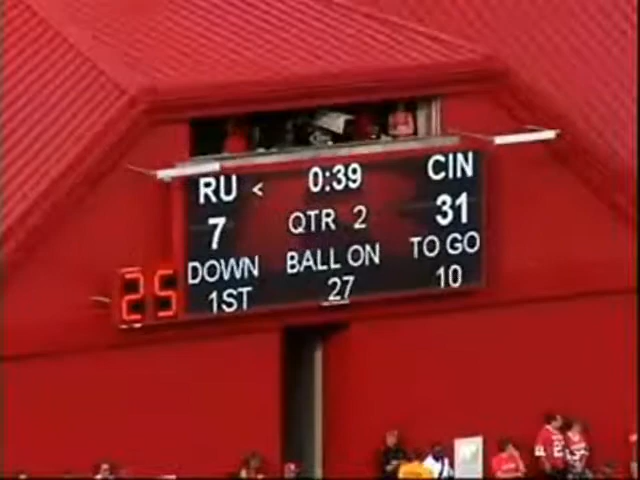 RU < 0:39 CIN
7 QTR 2 31
DOWN BALL ON TO GO
1ST 27 10
25